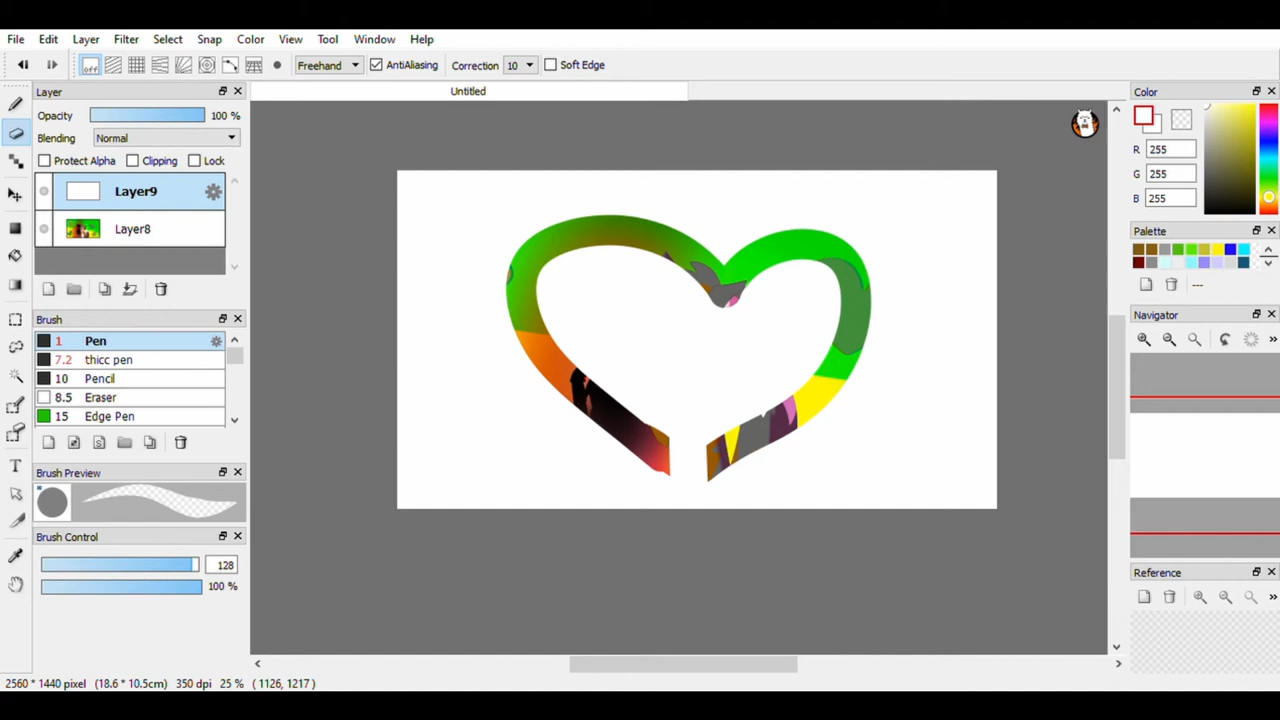 File Edit Layer Filter Select Snap Color View Tool Window Help
off Freehand AntiAliasing Correction 10 Soft Edge
Layer
Untitled
Color
Opacity 100 %
Blending Normal
Protect Alpha Clipping Lock
R 255
G 255
B 255
Layer9
Layer8
Palette
---
Brush
Navigator
1 Pen
7.2 thicc pen
10 Pencil
8.5 Eraser
15 Edge Pen
Brush Preview
Brush Control
128
100 %
Reference
2560 * 1440 pixel (18.6 * 10.5cm) 350 dpi 25 % ( 1126, 1217 )